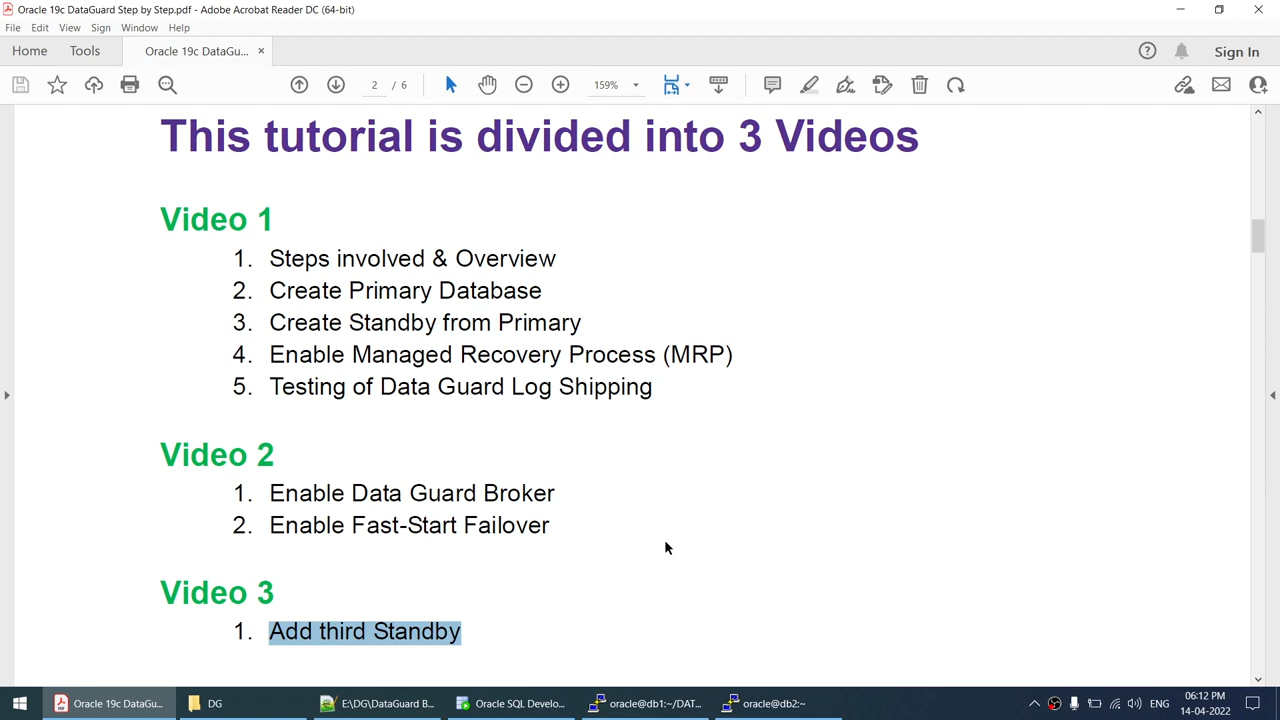 Oracle 19c DataGuard Step by Step.pdf - Adobe Acrobat Reader DC (64-bit)
File Edit View Sign Window Help
Home Tools Oracle 19c DataGu... × Sign In
2 / 6 159%
This tutorial is divided into 3 Videos
Video 1
1. Steps involved & Overview
2. Create Primary Database
3. Create Standby from Primary
4. Enable Managed Recovery Process (MRP)
5. Testing of Data Guard Log Shipping
Video 2
1. Enable Data Guard Broker
2. Enable Fast-Start Failover
Video 3
1. Add third Standby
Oracle 19c DataGu... DG E:\DG\DataGuard B... Oracle SQL Develo... oracle@db1:~/DAT... oracle@db2:~ ENG 06:12 PM
14-04-2022